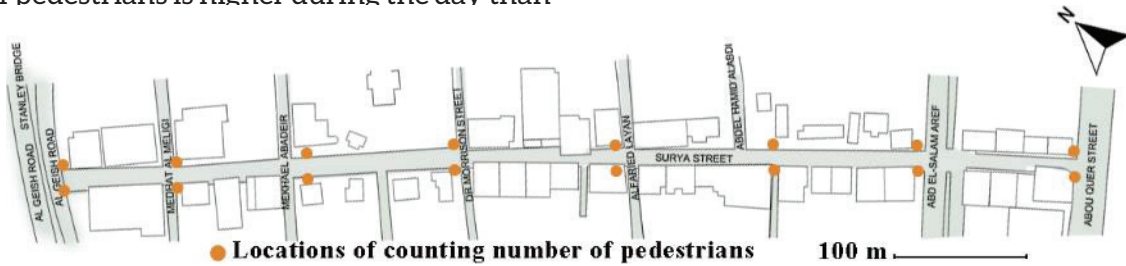 pedestrians is higher during the day than
N
STANLEY BRIDGE
AL GEISH ROAD
AL GEISH ROAD
MEDHAT AL MELIGI
MEKHAEL ABADEIR
DR MORRISON STREET
ALFARIED LAYAN
ABDEL HAMID ALABDI
SURYA STREET
ABD EL-SALAM AREF
ABOU QUER STREET
Locations of counting number of pedestrians
100 m